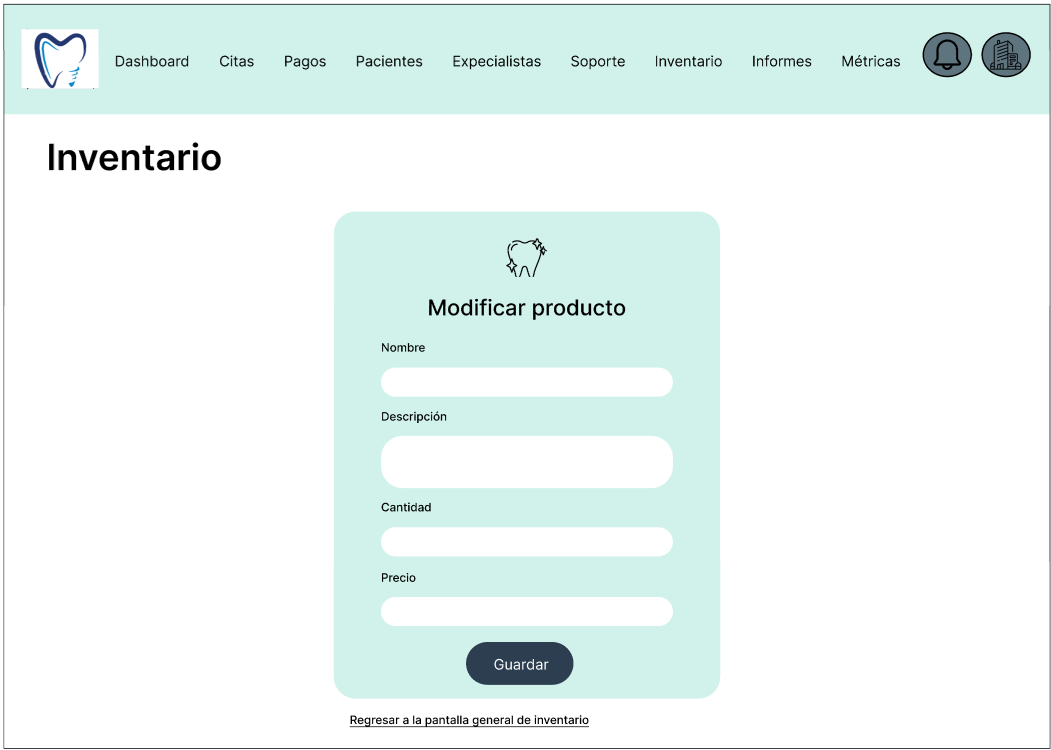 Dashboard Citas Pagos Pacientes Expecialistas Soporte Inventario Informes Métricas
Inventario
Modificar producto
Nombre
Descripción
Cantidad
Precio
Guardar
Regresar a la pantalla general de inventario